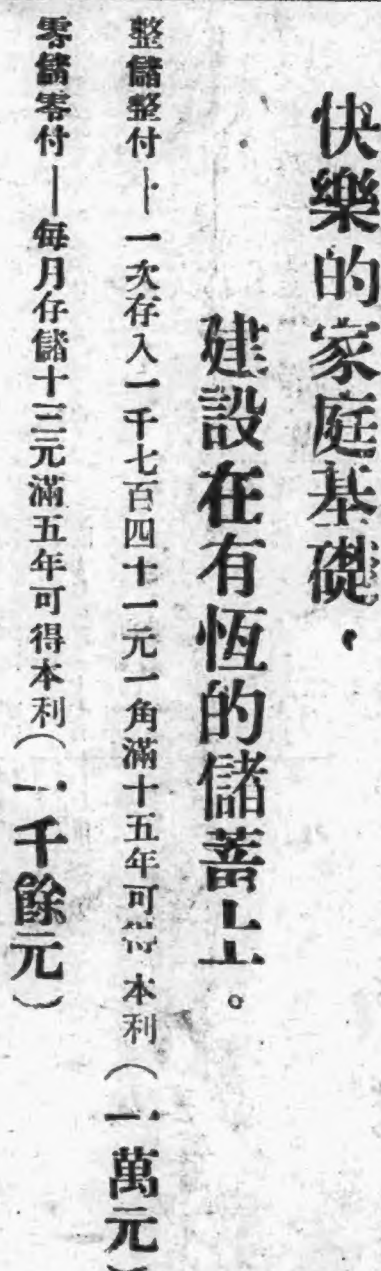 快樂的家庭基礎，
建設在有恆的儲蓄上。
整儲整付—一次存入一千七百四十一元一角滿十五年可得本利（一萬元）
零儲零付—每月存儲十三元滿五年可得本利（一千餘元）